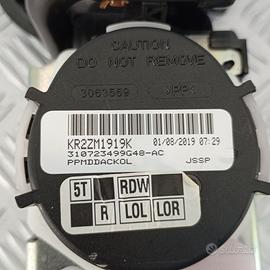 CAUTION
DO NOT REMOVE
3063569
KR2ZM1919K 01/08/2019 07:29
310723499G48-AC
PPMDDACKOL JSSP
5T RDW
R LOL LOR
subito